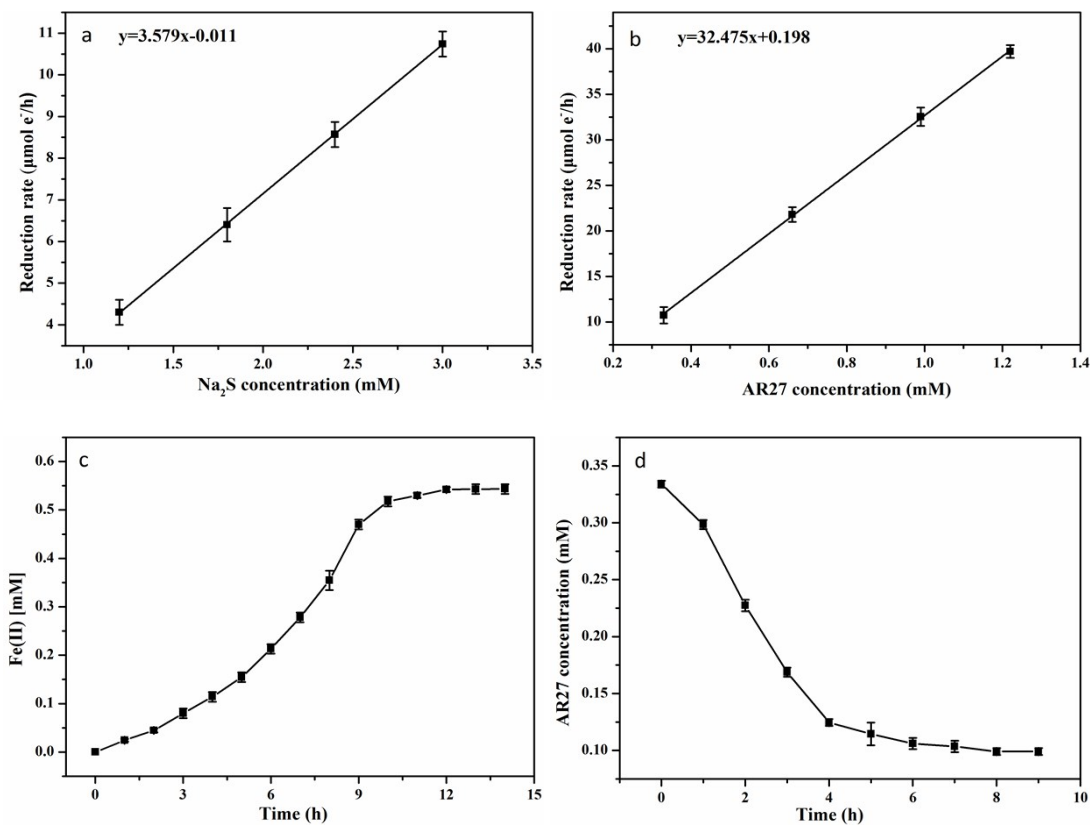 a y=3.579x-0.011
11
10
9
8
7
6
5
4
Reduction rate (μmol e⁻/h)
1.0 1.5 2.0 2.5 3.0 3.5
Na₂S concentration (mM)
b y=32.475x+0.198
40
35
30
25
20
15
10
Reduction rate (μmol e⁻/h)
0.2 0.4 0.6 0.8 1.0 1.2 1.4
AR27 concentration (mM)
c
0.6
0.5
0.4
0.3
0.2
0.1
0.0
Fe(II) [mM]
0 3 6 9 12 15
Time (h)
d
0.35
0.30
0.25
0.20
0.15
0.10
AR27 concentration (mM)
0 2 4 6 8 10
Time (h)